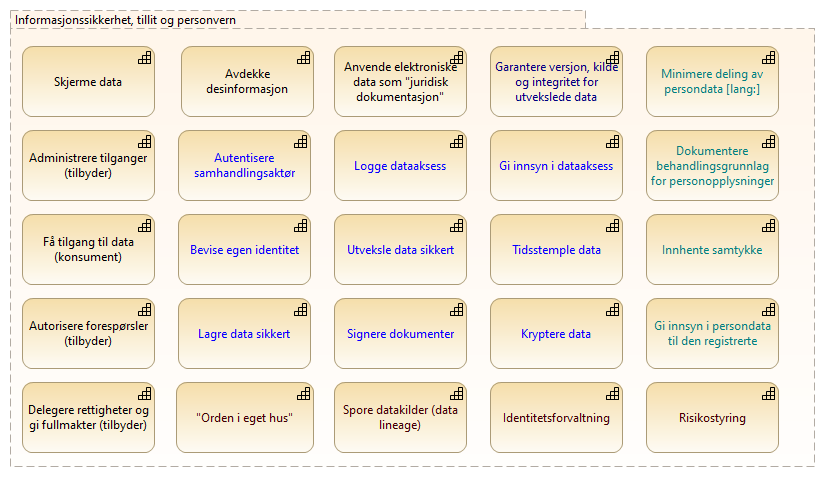 Informasjonssikkerhet, tillit og personvern
Skjerme data
Avdekke
desinformasjon
Anvende elektroniske
data som "juridisk
dokumentasjon"
Garantere versjon, kilde
og integritet for
utvekslede data
Minimere deling av
persondata [lang:]
Administrere tilganger
(tilbyder)
Autentisere
samhandlingsaktør
Logge dataaksess
Gi innsyn i dataaksess
Dokumentere
behandlingsgrunnlag
for personopplysninger
Få tilgang til data
(konsument)
Bevise egen identitet
Utveksle data sikkert
Tidsstemple data
Innhente samtykke
Autorisere forespørsler
(tilbyder)
Lagre data sikkert
Signere dokumenter
Kryptere data
Gi innsyn i persondata
til den registrerte
Delegere rettigheter og
gi fullmakter (tilbyder)
"Orden i eget hus"
Spore datakilder (data
lineage)
Identitetsforvaltning
Risikostyring